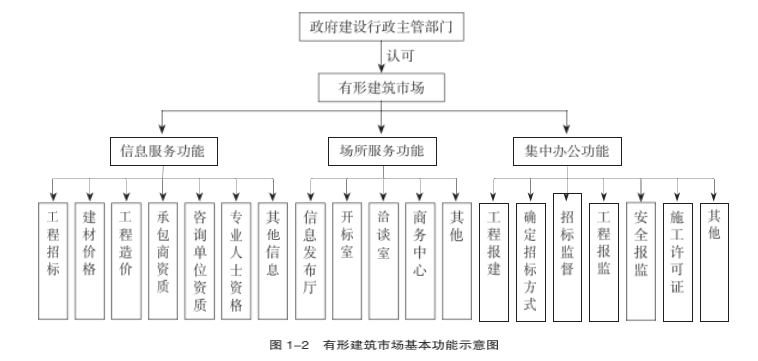 政府建设行政主管部门
认可
有形建筑市场
信息服务功能
场所服务功能
集中办公功能
工程招标
建材价格
工程造价
承包商资质
咨询单位资质
专业人士资格
其他信息
信息发布厅
开标室
洽谈室
商务中心
其他
工程报建
确定招标方式
招标监督
工程报监
安全报监
施工许可证
其他
图 1-2 有形建筑市场基本功能示意图